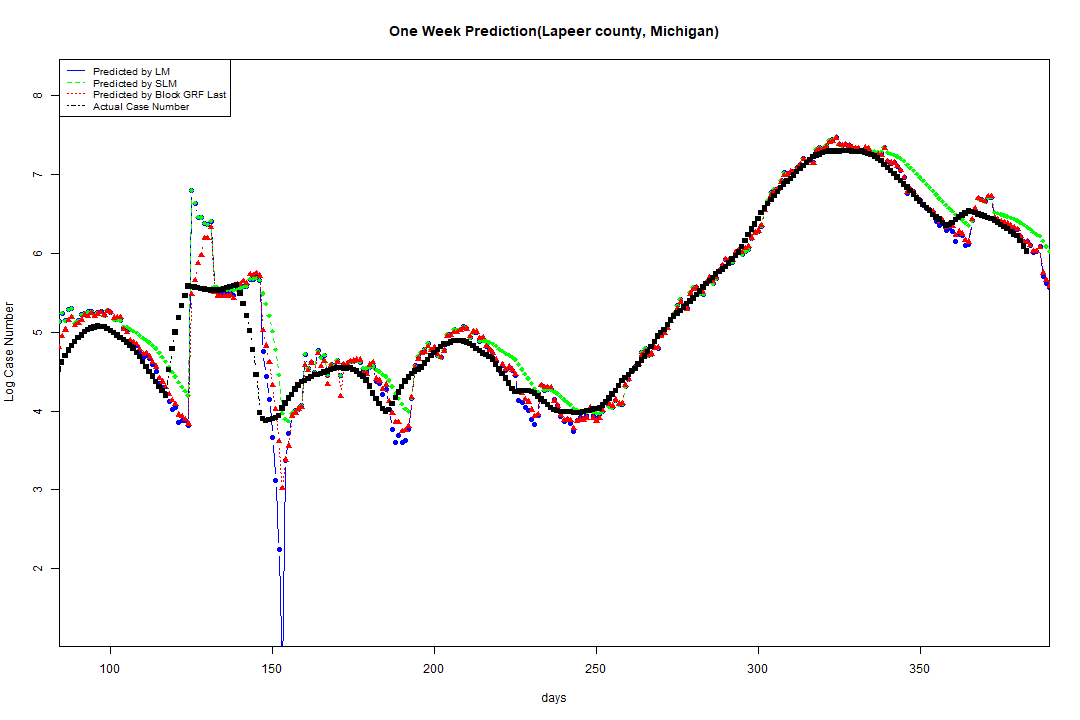 One Week Prediction(Lapeer county, Michigan)
Predicted by LM
Predicted by SLM
Predicted by Block GRF Last
Actual Case Number
Log Case Number
8
7
6
5
4
3
2
100 150 200 250 300 350
days